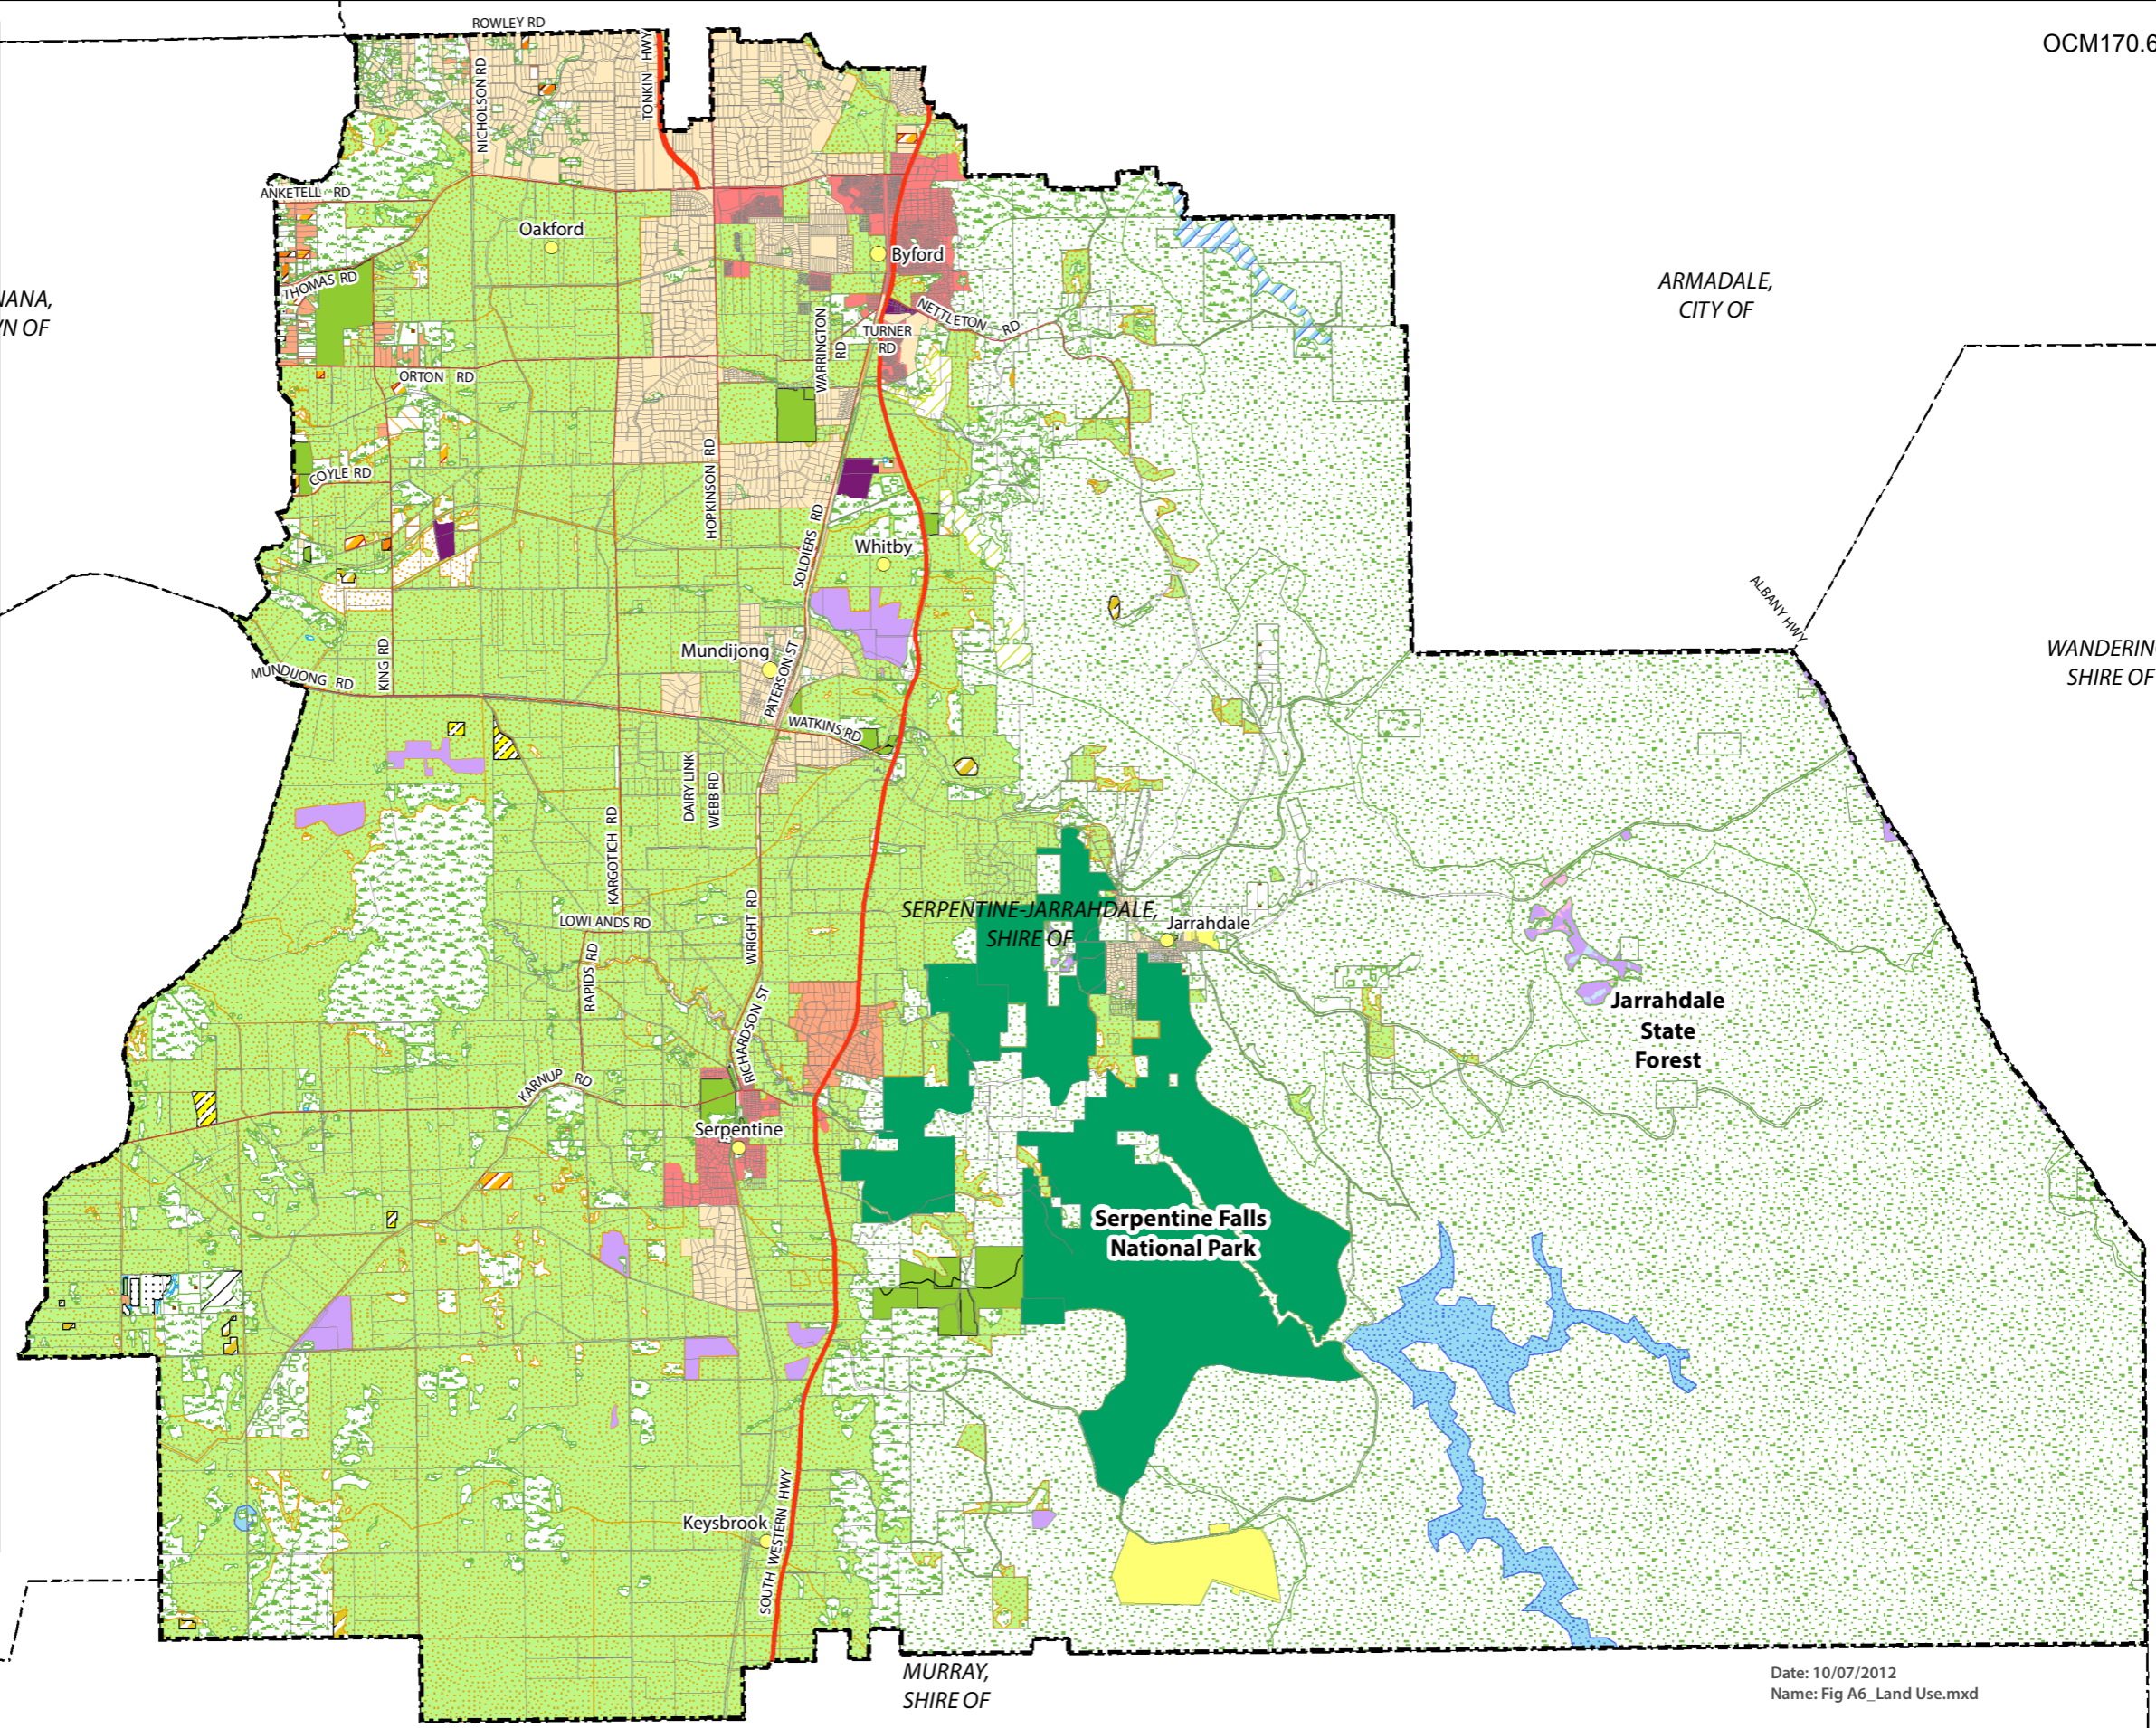 ROWLEY RD
OCM170.6
NICHOLSON RD
TONKIN HWY
ANKETELL RD
Oakford
Byford
THOMAS RD
ARMADALE,
CITY OF
NETTLETON RD
TURNER
RD
WARRINGTON
RD
ORTON RD
HOPKINSON RD
COYLE RD
SOLDIERS RD
Whitby
ALBANY HWY
KING RD
Mundijong
PATERSON ST
MUNDIJONG RD
WATKINS RD
SHIRE OF
DAIRY LINK
WEBB RD
KARGOTICH RD
LOWLANDS RD
WRIGHT RD
SERPENTINE-JARRAHDALE,
SHIRE OF
Jarrahdale
RAPIDS RD
RICHARDSON ST
Jarrahdale
State
Forest
KARNUP RD
Serpentine
Serpentine Falls
National Park
Keysbrook
SOUTH WESTERN HWY
MURRAY,
SHIRE OF
Date: 10/07/2012
Name: Fig A6_Land Use.mxd